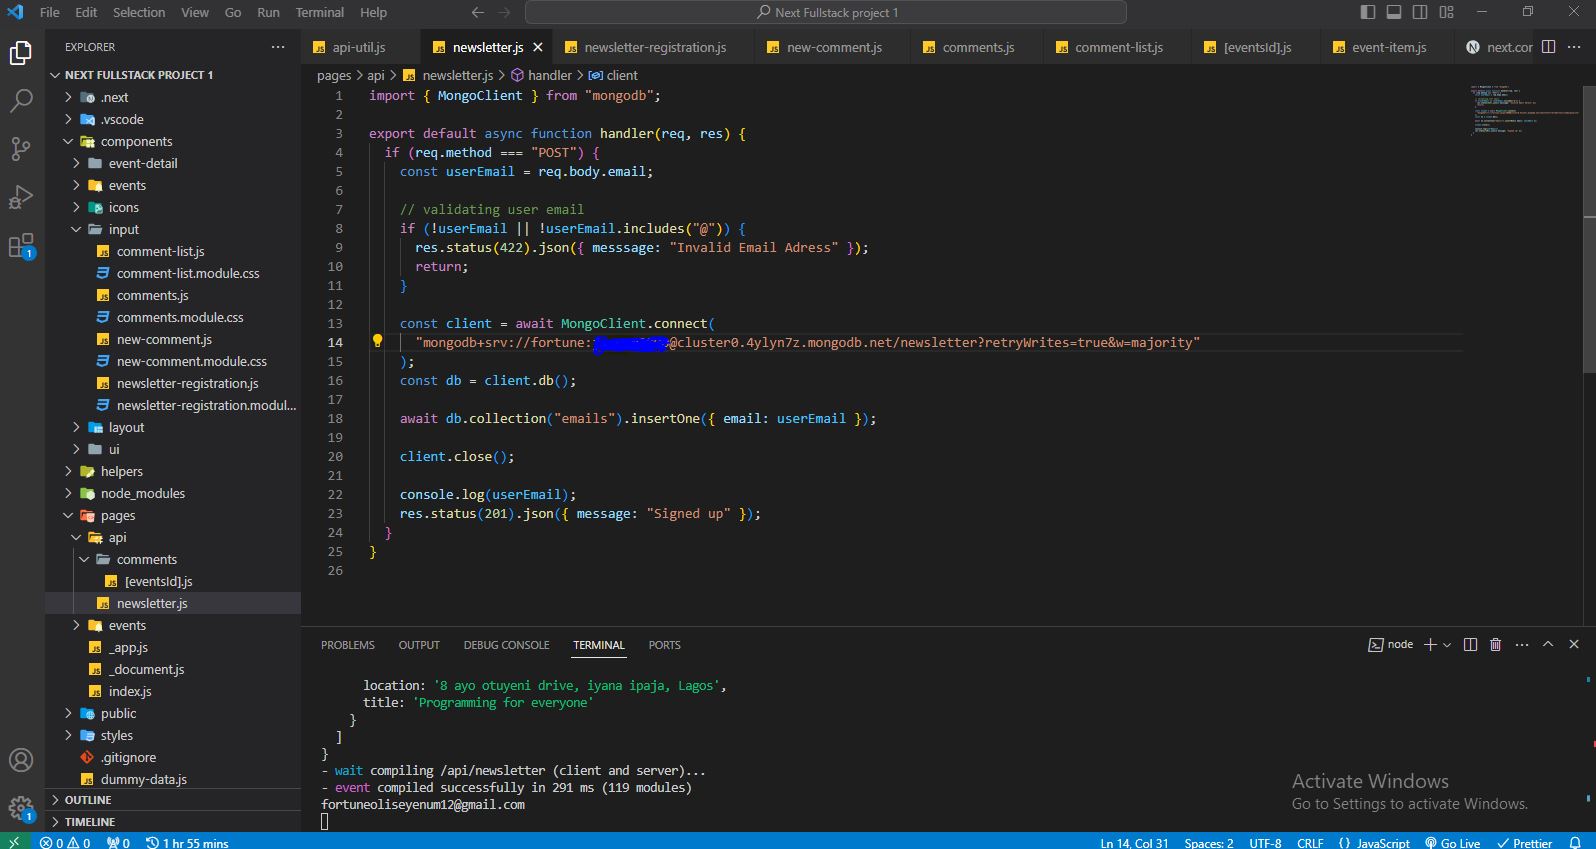 File Edit Selection View Go Run Terminal Help
Next Fullstack project 1
EXPLORER
NEXT FULLSTACK PROJECT 1
.next
.vscode
components
event-detail
events
icons
input
comment-list.js
comment-list.module.css
comments.js
comments.module.css
new-comment.js
new-comment.module.css
newsletter-registration.js
newsletter-registration.modul...
layout
ui
helpers
node_modules
pages
api
comments
[eventsId].js
newsletter.js
events
_app.js
_document.js
index.js
public
styles
.gitignore
dummy-data.js
OUTLINE
TIMELINE
api-util.js newsletter.js newsletter-registration.js new-comment.js comments.js comment-list.js [eventsId].js event-item.js next.cor
pages > api > JS newsletter.js > handler > client
1 import { MongoClient } from "mongodb";
2
3 export default async function handler(req, res) {
4 if (req.method === "POST") {
5 const userEmail = req.body.email;
6
7 // validating user email
8 if (!userEmail || !userEmail.includes("@")) {
9 res.status(422).json({ messsage: "Invalid Email Adress" });
10 return;
11 }
12
13 const client = await MongoClient.connect(
14 "mongodb+srv://fortune: @cluster0.4ylyn7z.mongodb.net/newsletter?retryWrites=true&w=majority"
15 );
16 const db = client.db();
17
18 await db.collection("emails").insertOne({ email: userEmail });
19
20 client.close();
21
22 console.log(userEmail);
23 res.status(201).json({ message: "Signed up" });
24 }
25 }
26
PROBLEMS OUTPUT DEBUG CONSOLE TERMINAL PORTS
node
location: '8 ayo otuyeni drive, iyana ipaja, Lagos',
title: 'Programming for everyone'
}
]
}
- wait compiling /api/newsletter (client and server)...
- event compiled successfully in 291 ms (119 modules)
fortuneoliseyenum12@gmail.com
Activate Windows
Go to Settings to activate Windows.
0 0 0 1 hr 55 mins
Ln 14, Col 31 Spaces: 2 UTF-8 CRLF {} JavaScript Go Live Prettier